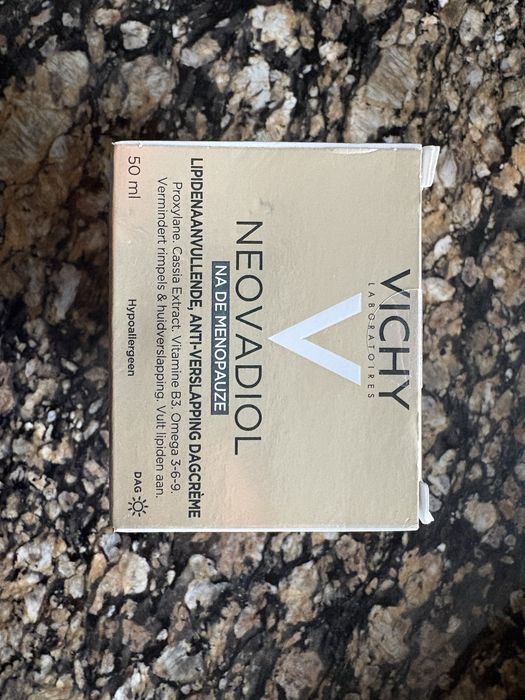 VICHY
LABORATOIRES
NEOVADIOL
NA DE MENOPAUZE
LIPIDENAANVULLENDE, ANTI-VERSLAPPING DAGCRÈME
Proxylane. Cassia Extract. Vitamine B3. Omega 3-6-9.
Vermindert rimpels & huidverslapping. Vult lipiden aan.
50 ml
Hypoallergeen
DAG